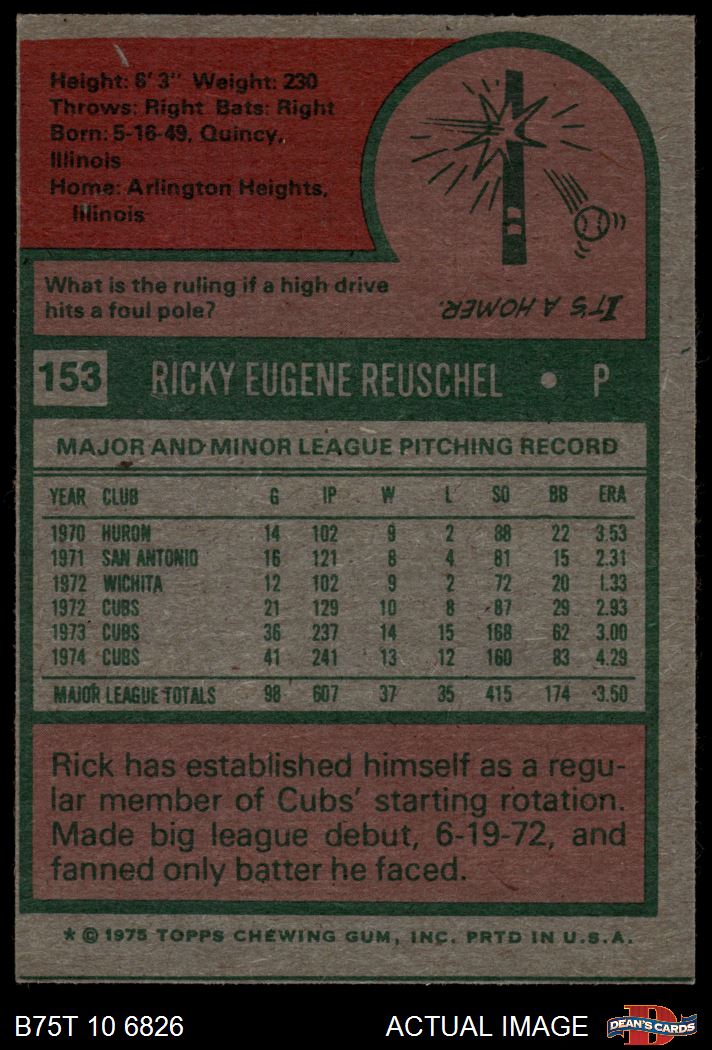 Height: 6'3" Weight: 230
Throws: Right Bats: Right
Born: 5-16-49, Quincy,
Illinois
Home: Arlington Heights,
Illinois
What is the ruling if a high drive
hits a foul pole?
IT'S A HOMER.
153 RICKY EUGENE REUSCHEL • P
MAJOR AND MINOR LEAGUE PITCHING RECORD
YEAR CLUB G IP W L SO BB ERA
1970 HURON 14 102 9 2 88 22 3.53
1971 SAN ANTONIO 16 121 8 4 81 15 2.31
1972 WICHITA 12 102 9 2 72 20 1.33
1972 CUBS 21 129 10 8 87 29 2.93
1973 CUBS 36 237 14 15 168 62 3.00
1974 CUBS 41 241 13 12 160 83 4.29
MAJOR LEAGUE TOTALS 98 607 37 35 415 174 3.50
Rick has established himself as a regu-
lar member of Cubs' starting rotation.
Made big league debut, 6-19-72, and
fanned only batter he faced.
* © 1975 TOPPS CHEWING GUM, INC. PRTD IN U.S.A.
B75T 10 6826 ACTUAL IMAGE D DEAN'S CARDS